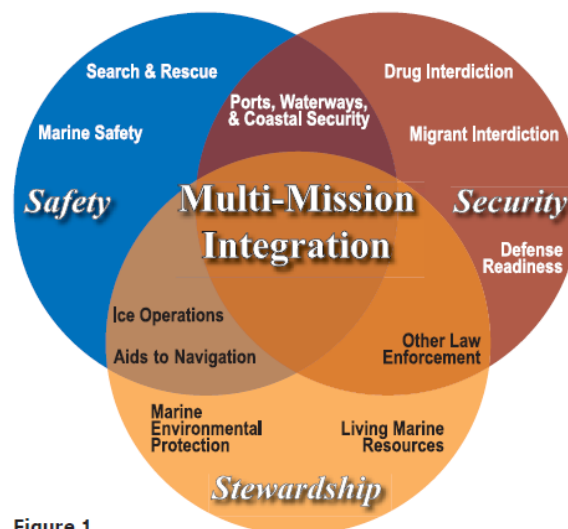 Search & Rescue
Drug Interdiction
Ports, Waterways,
& Coastal Security
Marine Safety
Migrant Interdiction
Safety
Multi-Mission
Integration
Security
Defense
Readiness
Ice Operations
Aids to Navigation
Other Law
Enforcement
Marine
Environmental
Protection
Living Marine
Resources
Stewardship
Figure 1